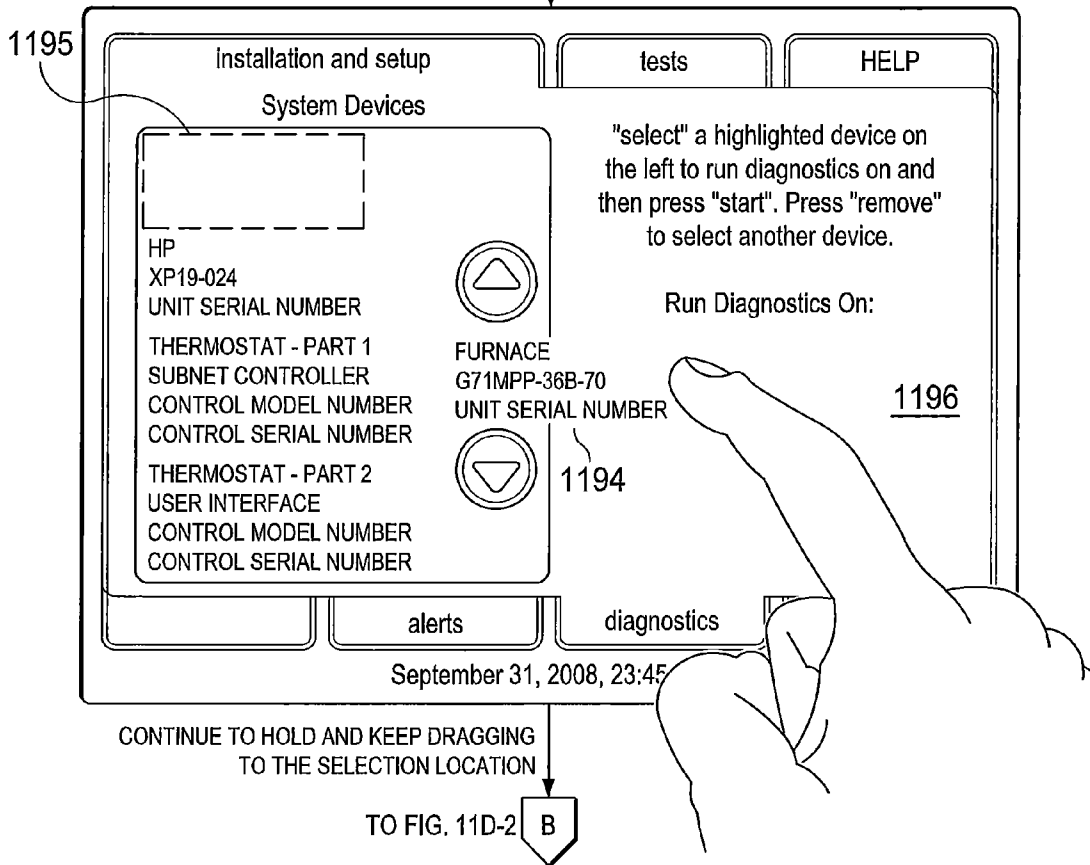 1195
installation and setup
tests
HELP
System Devices
"select" a highlighted device on
the left to run diagnostics on and
then press "start". Press "remove"
to select another device.
Run Diagnostics On:
HP
XP19-024
UNIT SERIAL NUMBER
THERMOSTAT - PART 1
SUBNET CONTROLLER
CONTROL MODEL NUMBER
CONTROL SERIAL NUMBER
THERMOSTAT - PART 2
USER INTERFACE
CONTROL MODEL NUMBER
CONTROL SERIAL NUMBER
FURNACE
G71MPP-36B-70
UNIT SERIAL NUMBER
1194
1196
alerts
diagnostics
September 31, 2008, 23:45
CONTINUE TO HOLD AND KEEP DRAGGING
TO THE SELECTION LOCATION
TO FIG. 11D-2 B